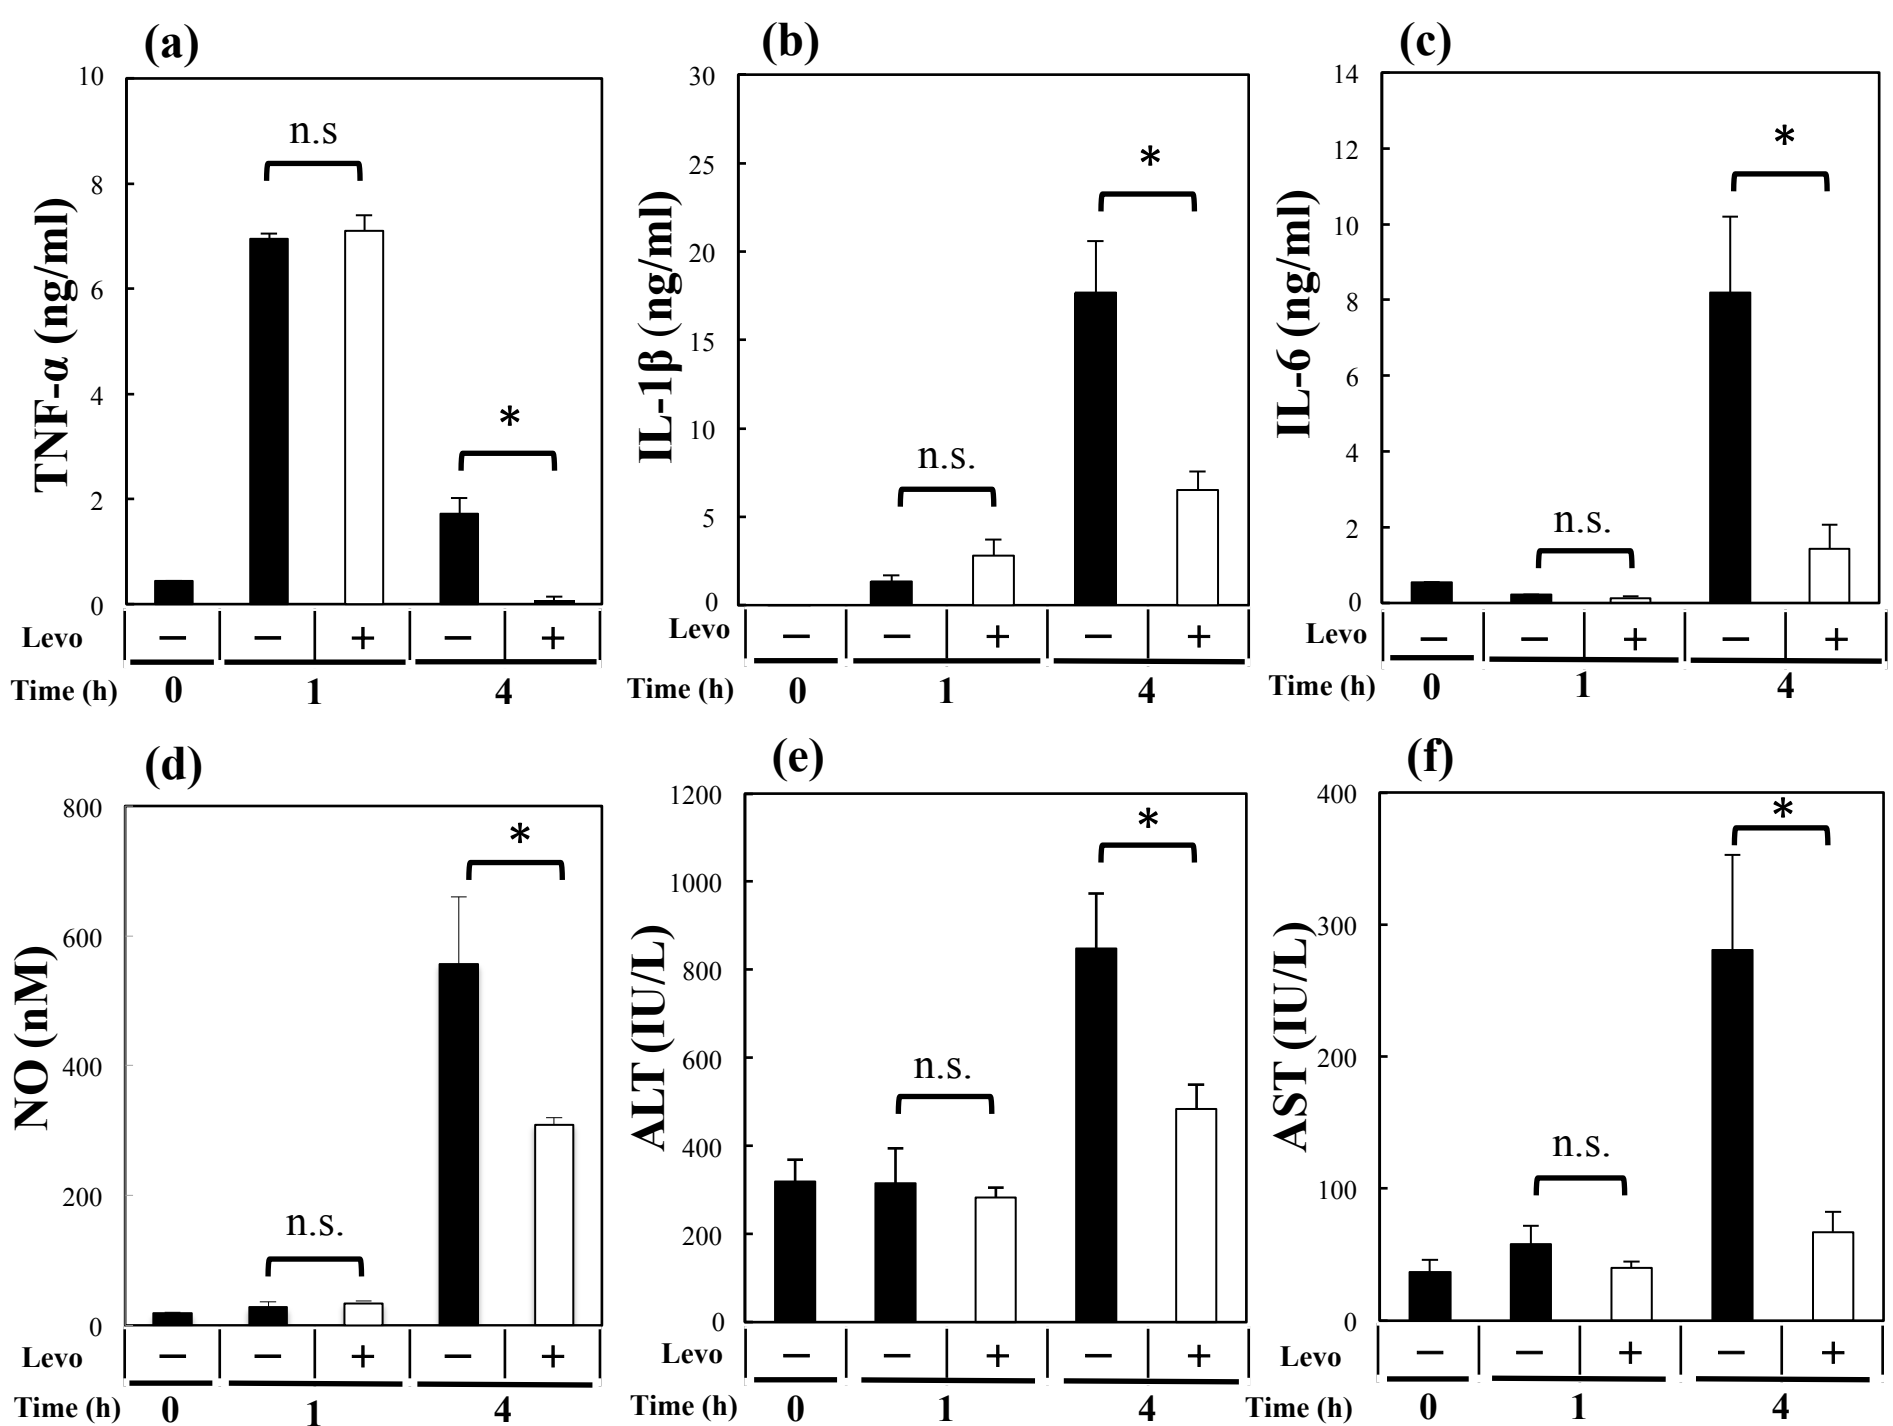 (a)
TNF-α (ng/ml)
10
8
6
4
2
0
n.s
*
Levo − − + − +
Time (h) 0 1 4
(b)
IL-1β (ng/ml)
30
25
20
15
10
5
0
n.s.
*
Levo − − + − +
Time (h) 0 1 4
(c)
IL-6 (ng/ml)
14
12
10
8
6
4
2
0
n.s.
*
Levo − − + − +
Time (h) 0 1 4
(d)
NO (nM)
800
600
400
200
0
n.s.
*
Levo − − + − +
Time (h) 0 1 4
(e)
ALT (IU/L)
1200
1000
800
600
400
200
0
n.s.
*
Levo − − + − +
Time (h) 0 1 4
(f)
AST (IU/L)
400
300
200
100
0
n.s.
*
Levo − − + − +
Time (h) 0 1 4